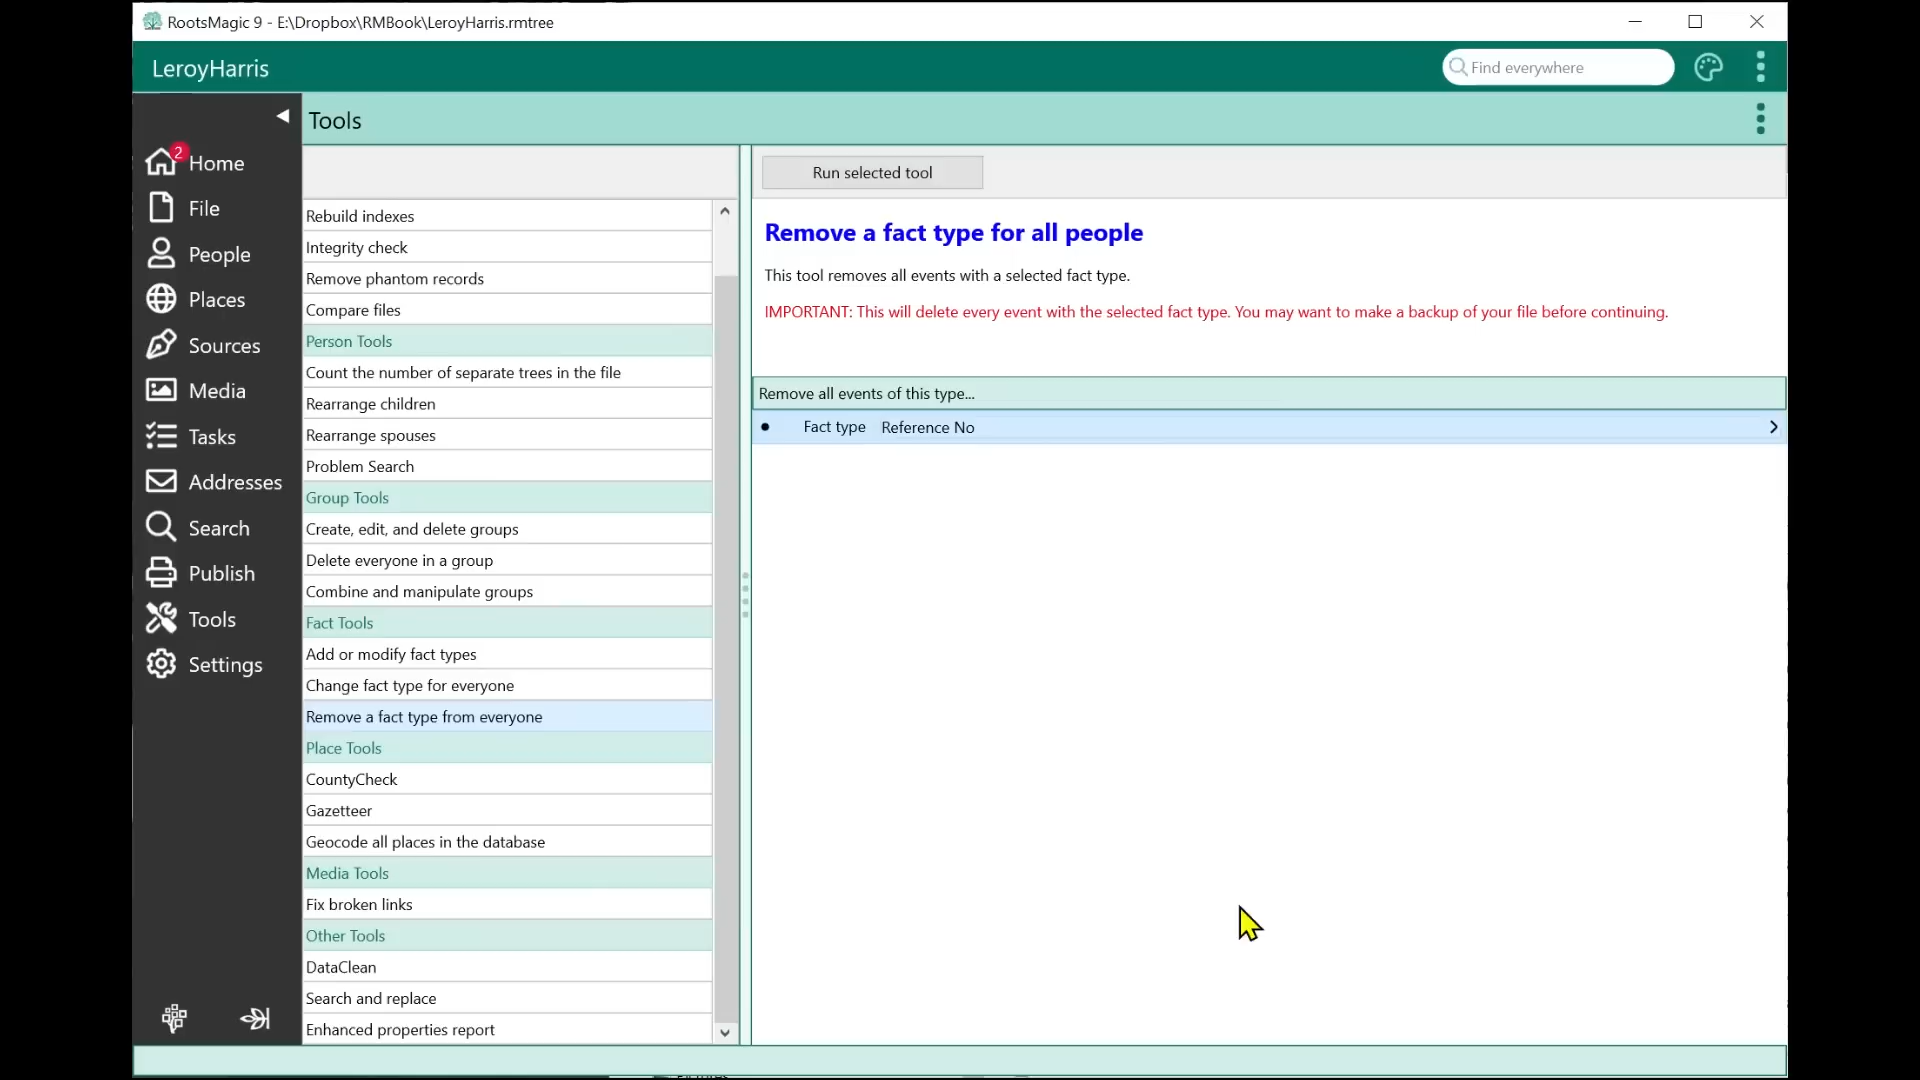 RootsMagic 9 - E:\Dropbox\RMBook\LeroyHarris.rmtree
LeroyHarris
Find everywhere
Tools
2
Home
File
People
Places
Sources
Media
Tasks
Addresses
Search
Publish
Tools
Settings
Rebuild indexes
Integrity check
Remove phantom records
Compare files
Person Tools
Count the number of separate trees in the file
Rearrange children
Rearrange spouses
Problem Search
Group Tools
Create, edit, and delete groups
Delete everyone in a group
Combine and manipulate groups
Fact Tools
Add or modify fact types
Change fact type for everyone
Remove a fact type from everyone
Place Tools
CountyCheck
Gazetteer
Geocode all places in the database
Media Tools
Fix broken links
Other Tools
DataClean
Search and replace
Enhanced properties report
Run selected tool
Remove a fact type for all people
This tool removes all events with a selected fact type.
IMPORTANT: This will delete every event with the selected fact type. You may want to make a backup of your file before continuing.
Remove all events of this type...
Fact type Reference No